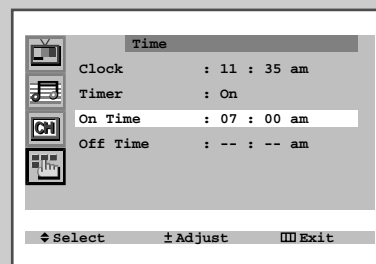 Time
Clock : 11 : 35 am
Timer : On
CH
On Time : 07 : 00 am
Off Time : -- : -- am
Select ± Adjust Exit